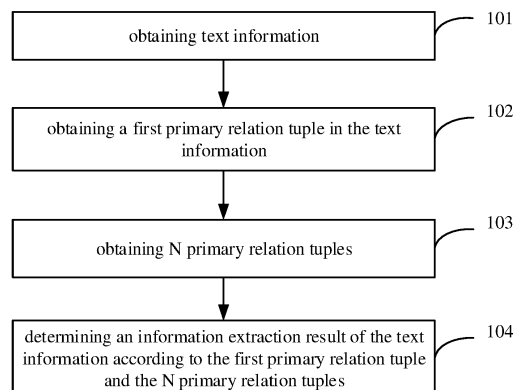 obtaining text information
101
obtaining a first primary relation tuple in the text
information
102
obtaining N primary relation tuples
103
determining an information extraction result of the text
information according to the first primary relation tuple
and the N primary relation tuples
104